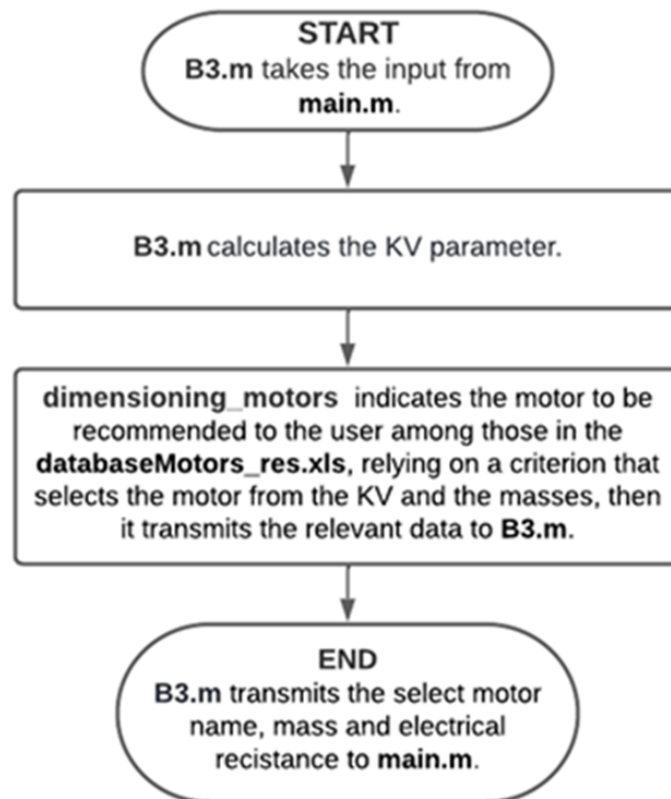 START
B3.m takes the input from
main.m.
B3.m calculates the KV parameter.
dimensioning_motors indicates the motor to be
recommended to the user among those in the
databaseMotors_res.xls, relying on a criterion that
selects the motor from the KV and the masses, then
it transmits the relevant data to B3.m.
END
B3.m transmits the select motor
name, mass and electrical
recistance to main.m.